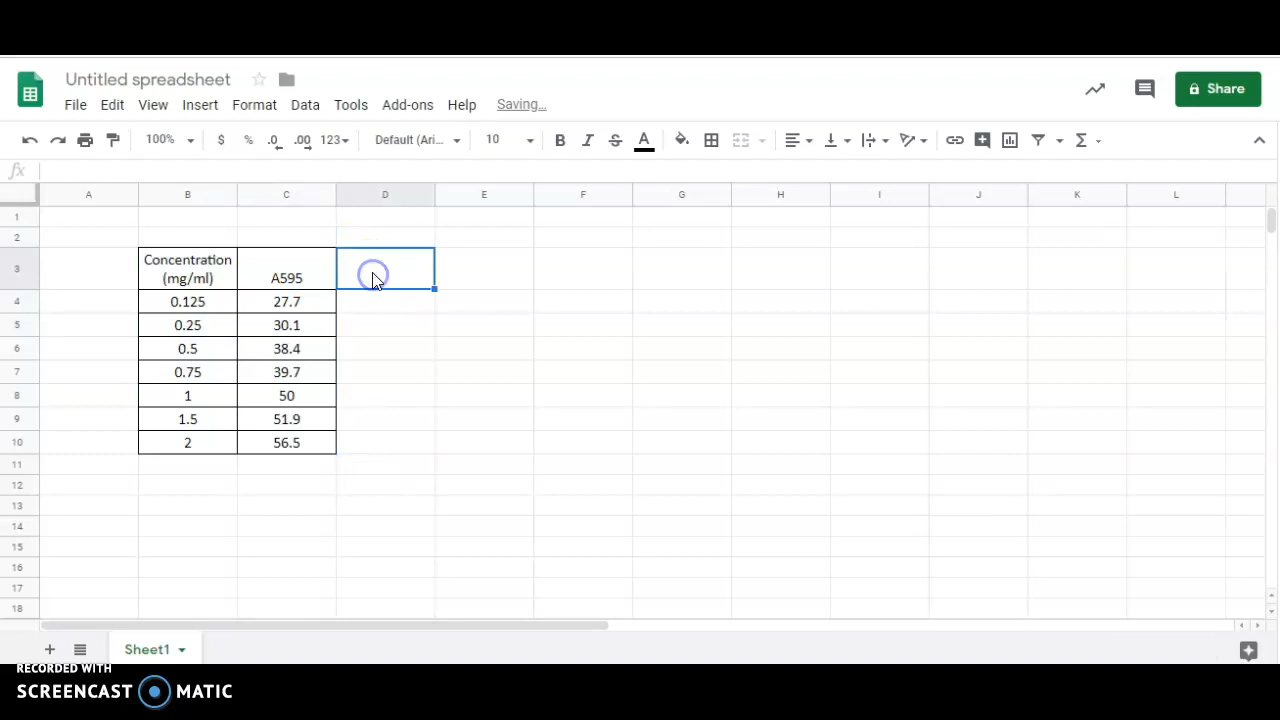 Untitled spreadsheet
File Edit View Insert Format Data Tools Add-ons Help Saving...
Share
100% $ % .0 .00 123 Default (Ari... 10 B I S A Σ
fx
A B C D E F G H I J K L
1
2
3 Concentration (mg/ml) A595
4 0.125 27.7
5 0.25 30.1
6 0.5 38.4
7 0.75 39.7
8 1 50
9 1.5 51.9
10 2 56.5
11
12
13
14
15
16
17
18
+ Sheet1
RECORDED WITH
SCREENCAST MATIC